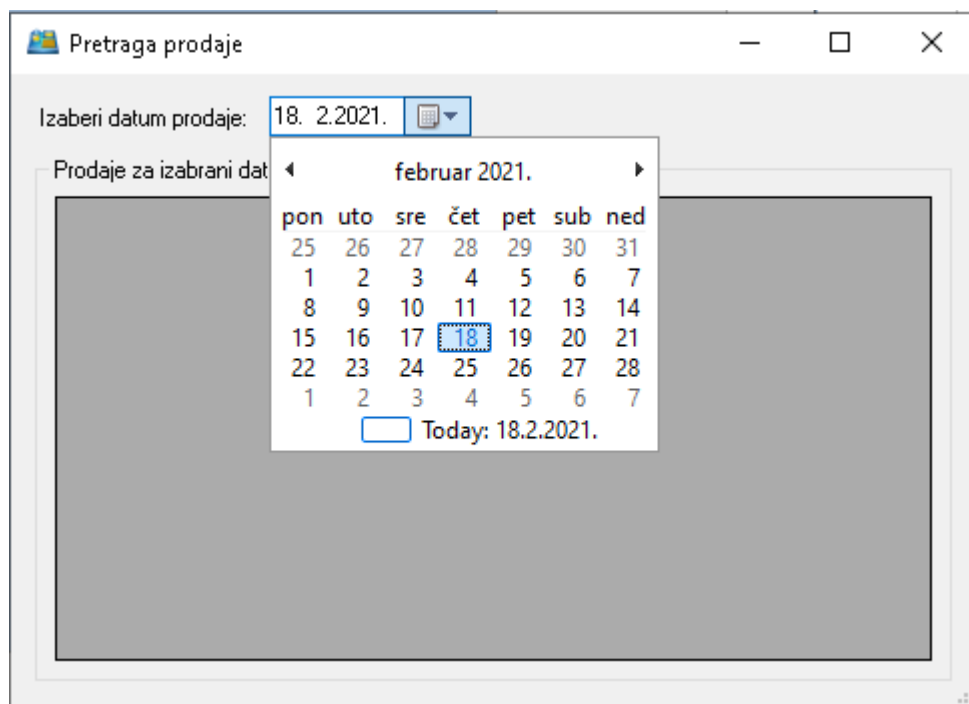 Pretraga prodaje
Izaberi datum prodaje: 18. 2.2021.
Prodaje za izabrani dat
februar 2021.
pon uto sre čet pet sub ned
25 26 27 28 29 30 31
1 2 3 4 5 6 7
8 9 10 11 12 13 14
15 16 17 18 19 20 21
22 23 24 25 26 27 28
1 2 3 4 5 6 7
Today: 18.2.2021.